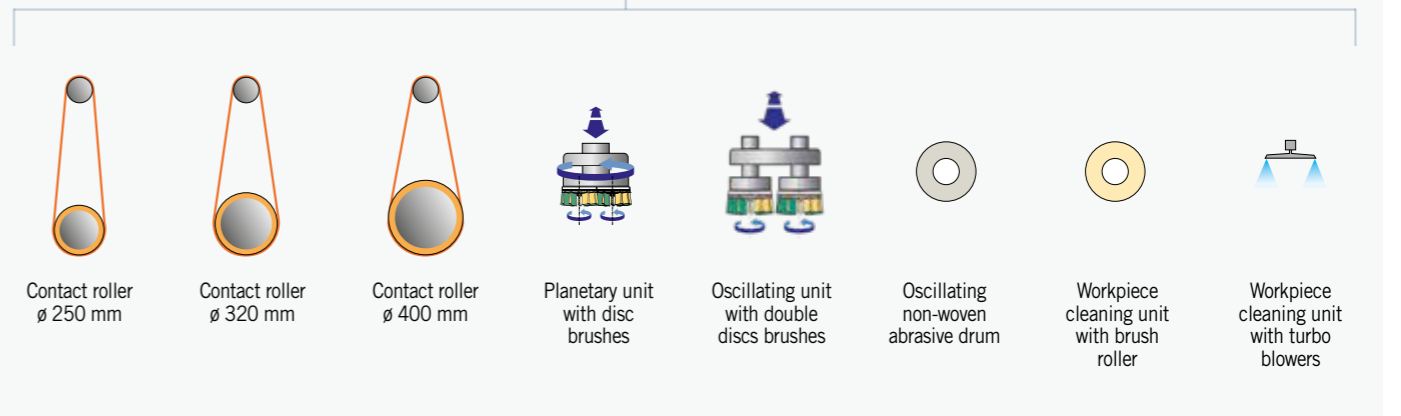 Contact roller
ø 250 mm
Contact roller
ø 320 mm
Contact roller
ø 400 mm
Planetary unit
with disc
brushes
Oscillating unit
with double
discs brushes
Oscillating
non-woven
abrasive drum
Workpiece
cleaning unit
with brush
roller
Workpiece
cleaning unit
with turbo
blowers